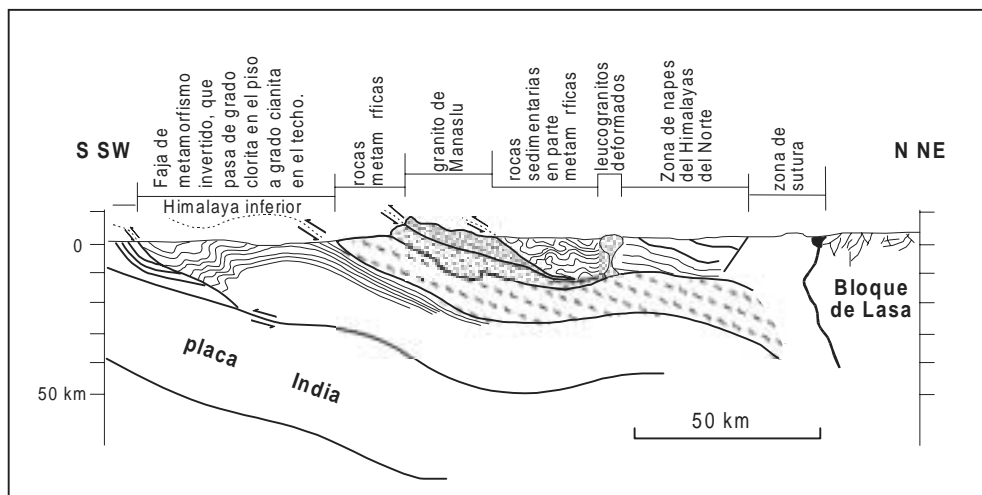 S SW
Faja de
metamorfismo
invertido, que
pasa de grado
clorita en el piso
a grado cianita
en el techo.
rocas
metam rficas
granito de
Manaslu
rocas
sedimentarias
en parte
metam rficas
leucogranitos
deformados
Zona de napes
del Himalayas
del Norte
zona de
sutura
N NE
Himalaya inferior
0
50 km
placa
India
Bloque
de Lasa
50 km